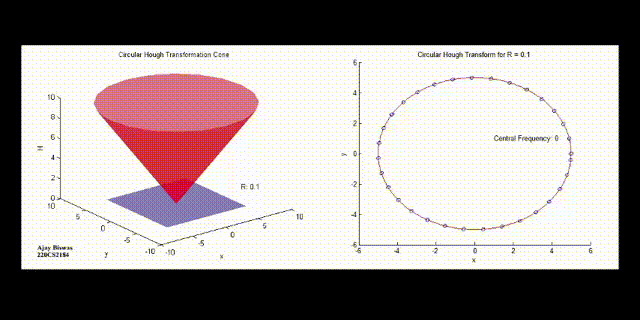 Circular Hough Transformation Cone
R: 0.1
H
10
8
6
4
2
0
10
5
0
-5
-10
y
-10
-5
0
5
10
x
Ajay Biswas
220CS2184
Circular Hough Transform for R = 0.1
Central Frequency: 0
y
6
4
2
0
-2
-4
-6
-6
-4
-2
0
2
4
6
x